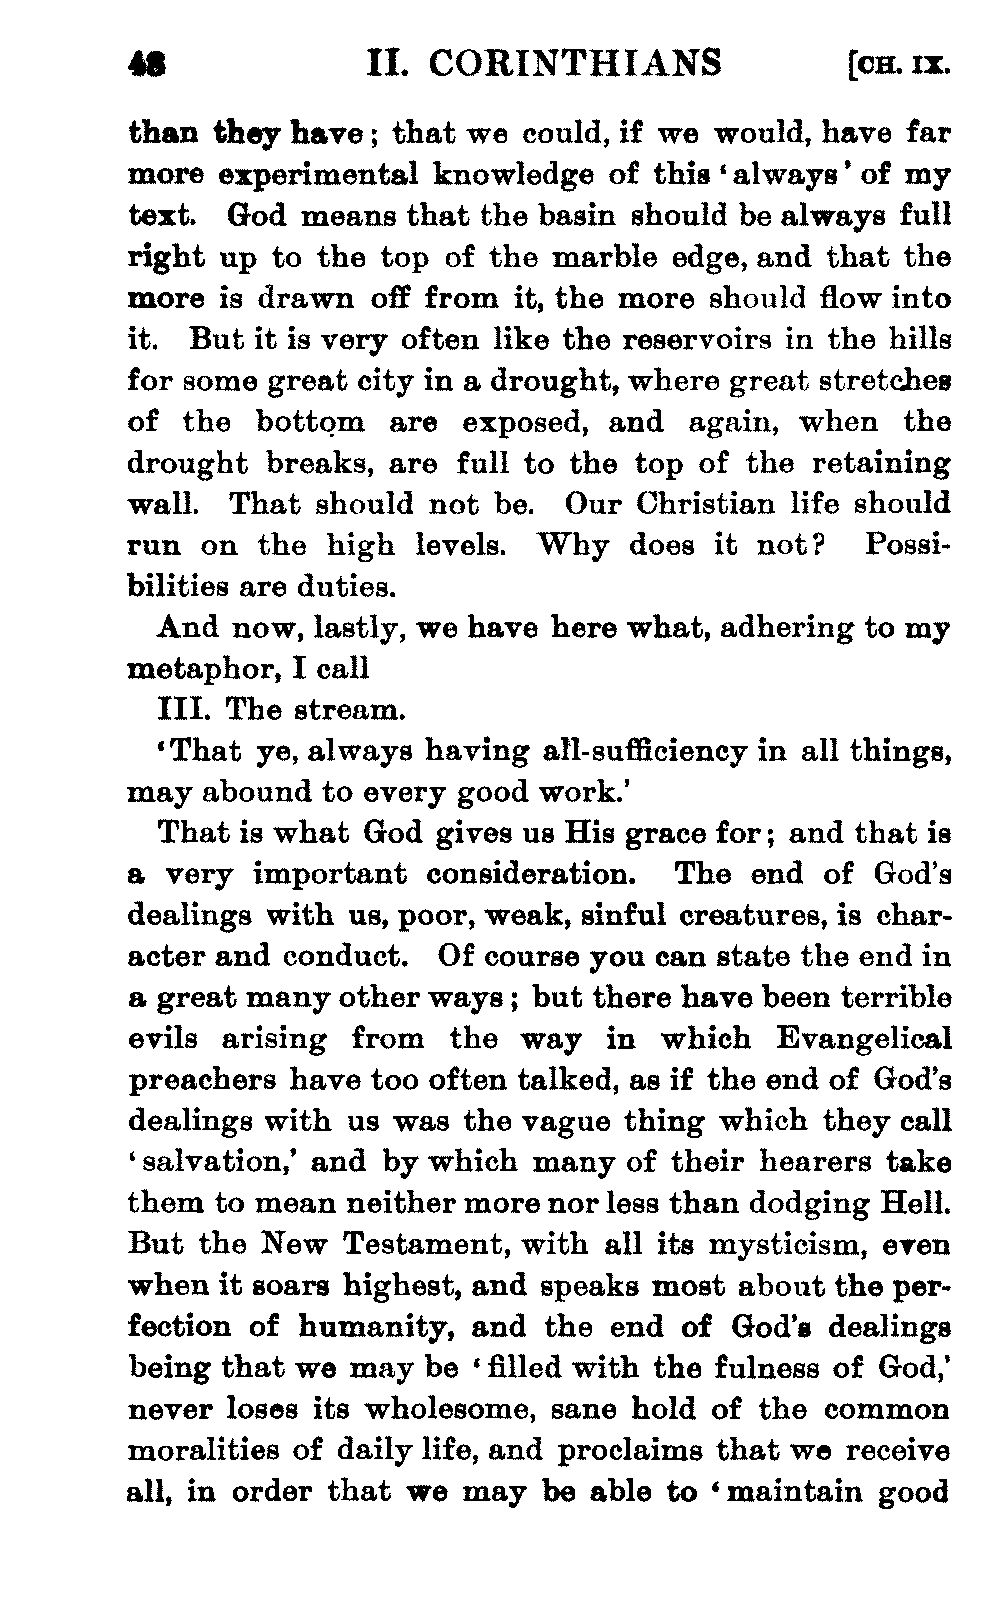 48 II. CORINTHIANS [CH. IX.
than they have; that we could, if we would, have far
more experimental knowledge of this ‘always’ of my
text. God means that the basin should be always full
right up to the top of the marble edge, and that the
more is drawn off from it, the more should flow into
it. But it is very often like the reservoirs in the hills
for some great city in a drought, where great stretches
of the bottom are exposed, and again, when the
drought breaks, are full to the top of the retaining
wall. That should not be. Our Christian life should
run on the high levels. Why does it not? Possi-
bilities are duties.
And now, lastly, we have here what, adhering to my
metaphor, I call
III. The stream.
‘That ye, always having all-sufficiency in all things,
may abound to every good work.’
That is what God gives us His grace for; and that is
a very important consideration. The end of God’s
dealings with us, poor, weak, sinful creatures, is char-
acter and conduct. Of course you can state the end in
a great many other ways; but there have been terrible
evils arising from the way in which Evangelical
preachers have too often talked, as if the end of God’s
dealings with us was the vague thing which they call
‘salvation,’ and by which many of their hearers take
them to mean neither more nor less than dodging Hell.
But the New Testament, with all its mysticism, even
when it soars highest, and speaks most about the per-
fection of humanity, and the end of God’s dealings
being that we may be ‘filled with the fulness of God,’
never loses its wholesome, sane hold of the common
moralities of daily life, and proclaims that we receive
all, in order that we may be able to ‘maintain good